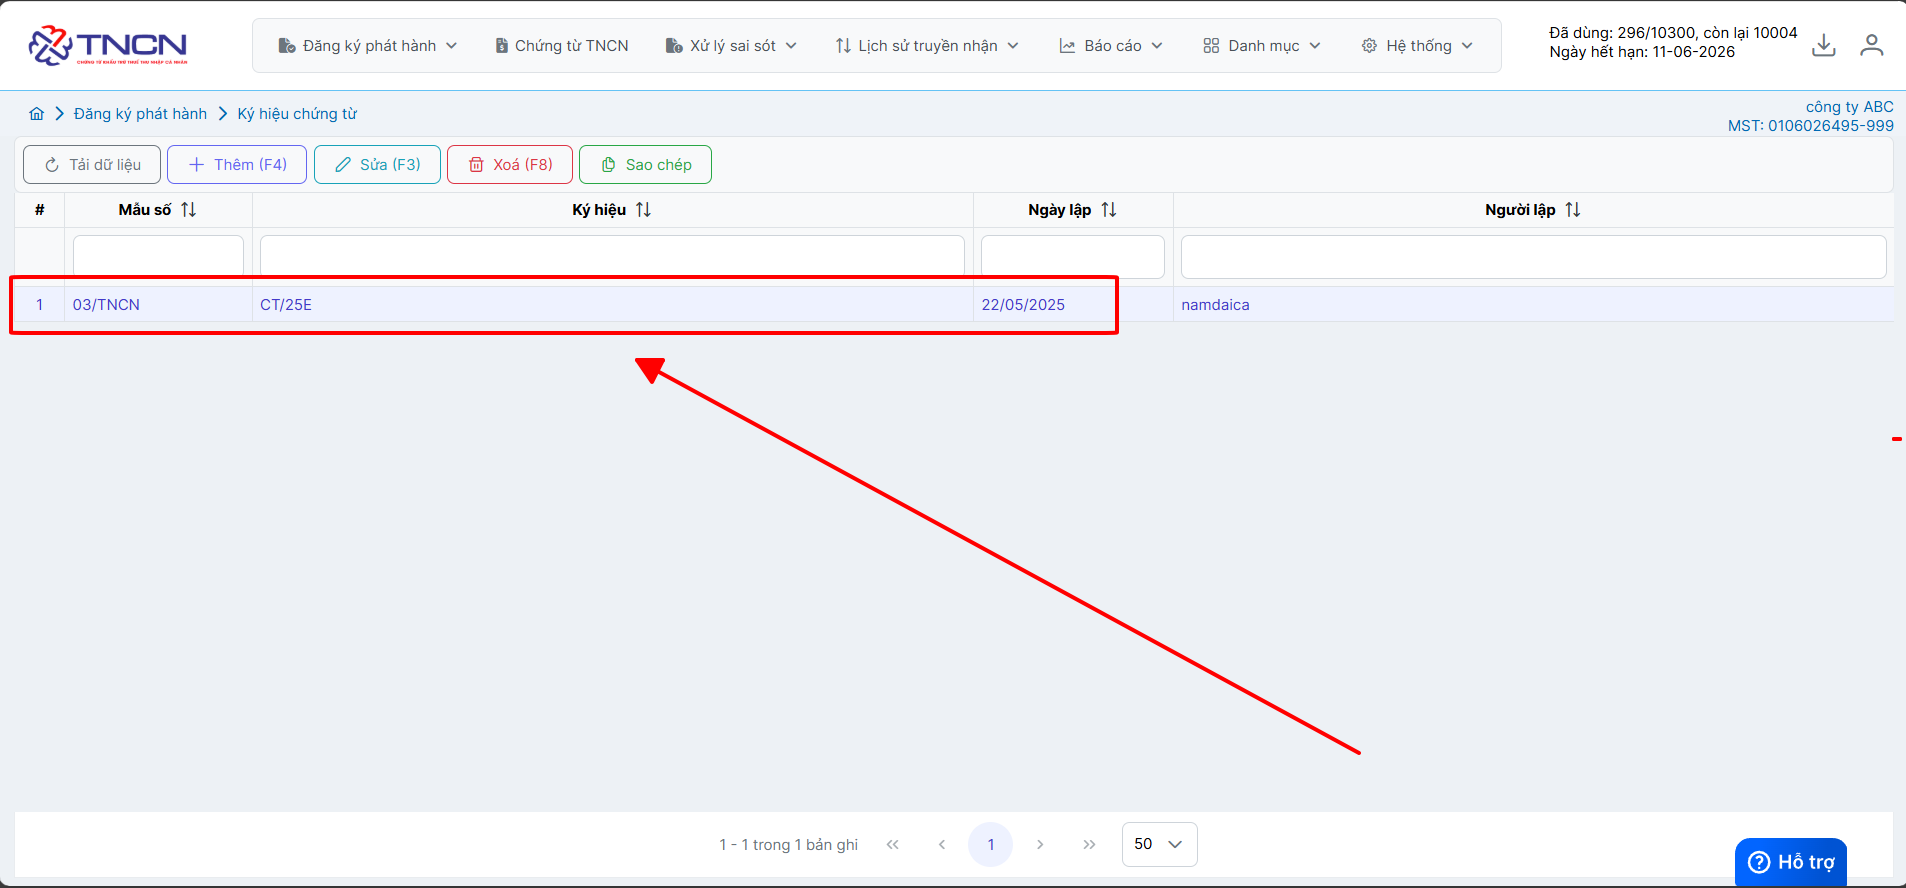 TNCN
CHỨNG TỪ KHẤU TRỪ THUẾ THU NHẬP CÁ NHÂN
Đăng ký phát hành
Chứng từ TNCN
Xử lý sai sót
Lịch sử truyền nhận
Báo cáo
Danh mục
Hệ thống
Đã dùng: 296/10300, còn lại 10004
Ngày hết hạn: 11-06-2026
Đăng ký phát hành
Ký hiệu chứng từ
công ty ABC
MST: 0106026495-999
Tải dữ liệu
Thêm (F4)
Sửa (F3)
Xoá (F8)
Sao chép
# Mẫu số Ký hiệu Ngày lập Người lập
1 03/TNCN CT/25E 22/05/2025 namdaica
1 - 1 trong 1 bản ghi
1
50
Hỗ trợ